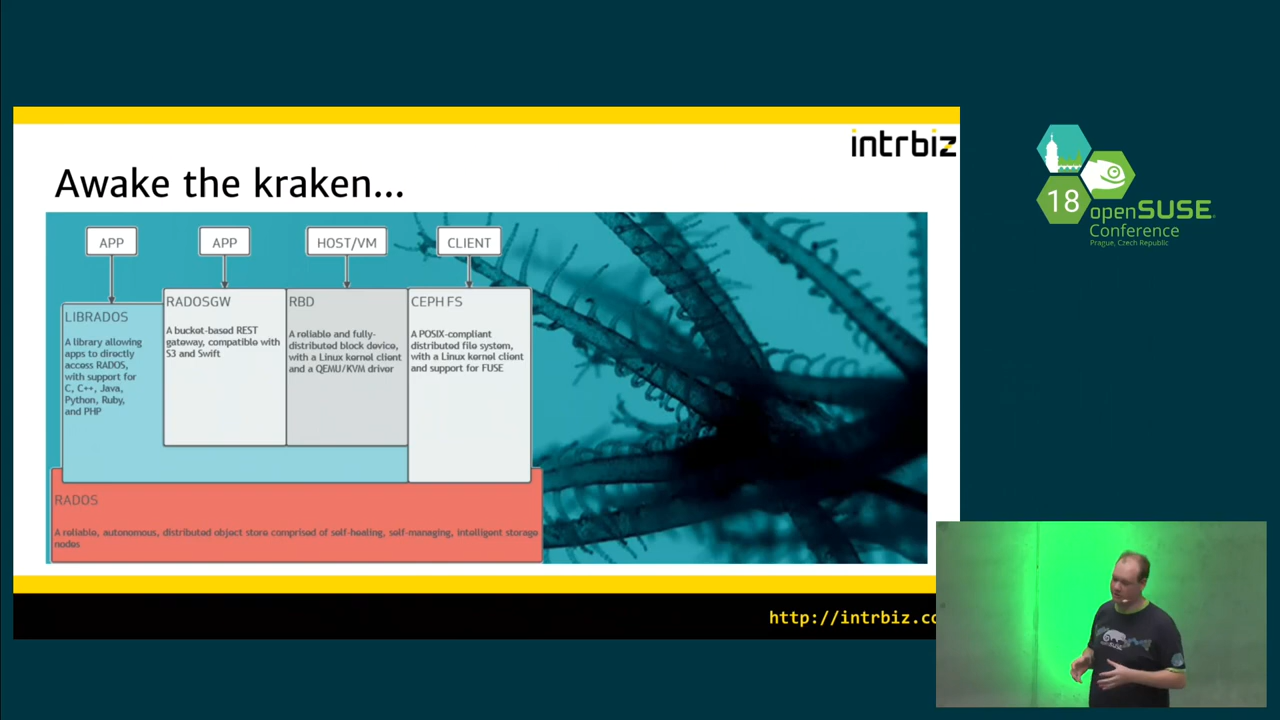 intrbiz
Awake the kraken...
APP
APP
HOST/VM
CLIENT
LIBRADOS
A library allowing
apps to directly
access RADOS,
with support for
C, C++, Java,
Python, Ruby,
and PHP
RADOSGW
A bucket-based REST
gateway, compatible with
S3 and Swift
RBD
A reliable and fully-
distributed block device,
with a Linux kernel client
and a QEMU/KVM driver
CEPH FS
A POSIX-compliant
distributed file system,
with a Linux kernel client
and support for FUSE
RADOS
A reliable, autonomous, distributed object store comprised of self-healing, self-managing, intelligent storage
nodes
http://intrbiz.co
18
openSUSE
Conference
Prague, Czech Republic